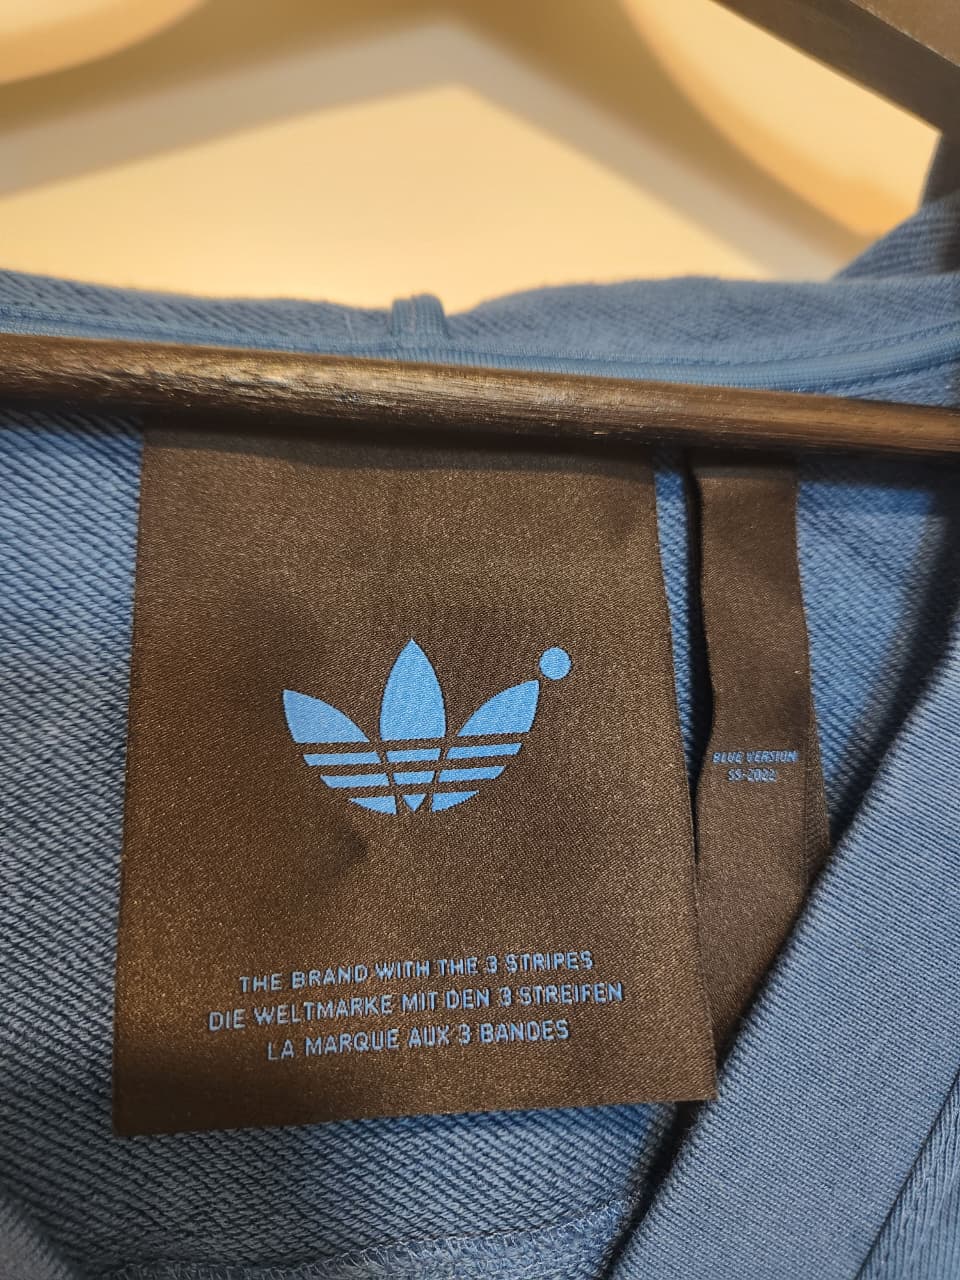 THE BRAND WITH THE 3 STRIPES
DIE WELTMARKE MIT DEN 3 STREIFEN
LA MARQUE AUX 3 BANDES
BLUE VERSION
SS-2022